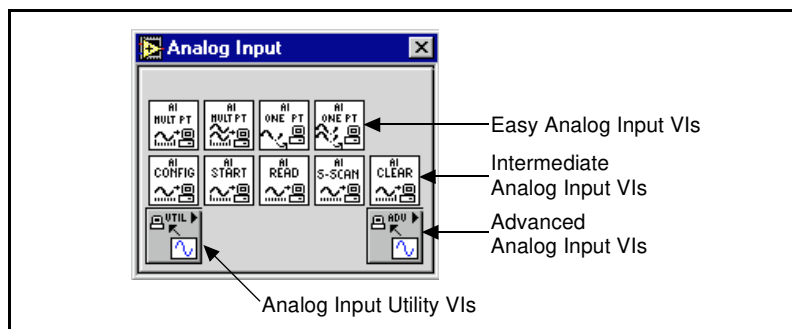 Analog Input
AI MULT PT
AI MULT PT
AI ONE PT
AI ONE PT
Easy Analog Input VIs
AI CONFIG
AI START
AI READ
AI S-SCAN
AI CLEAR
Intermediate
Analog Input VIs
UTIL
ADV
Advanced
Analog Input VIs
Analog Input Utility VIs